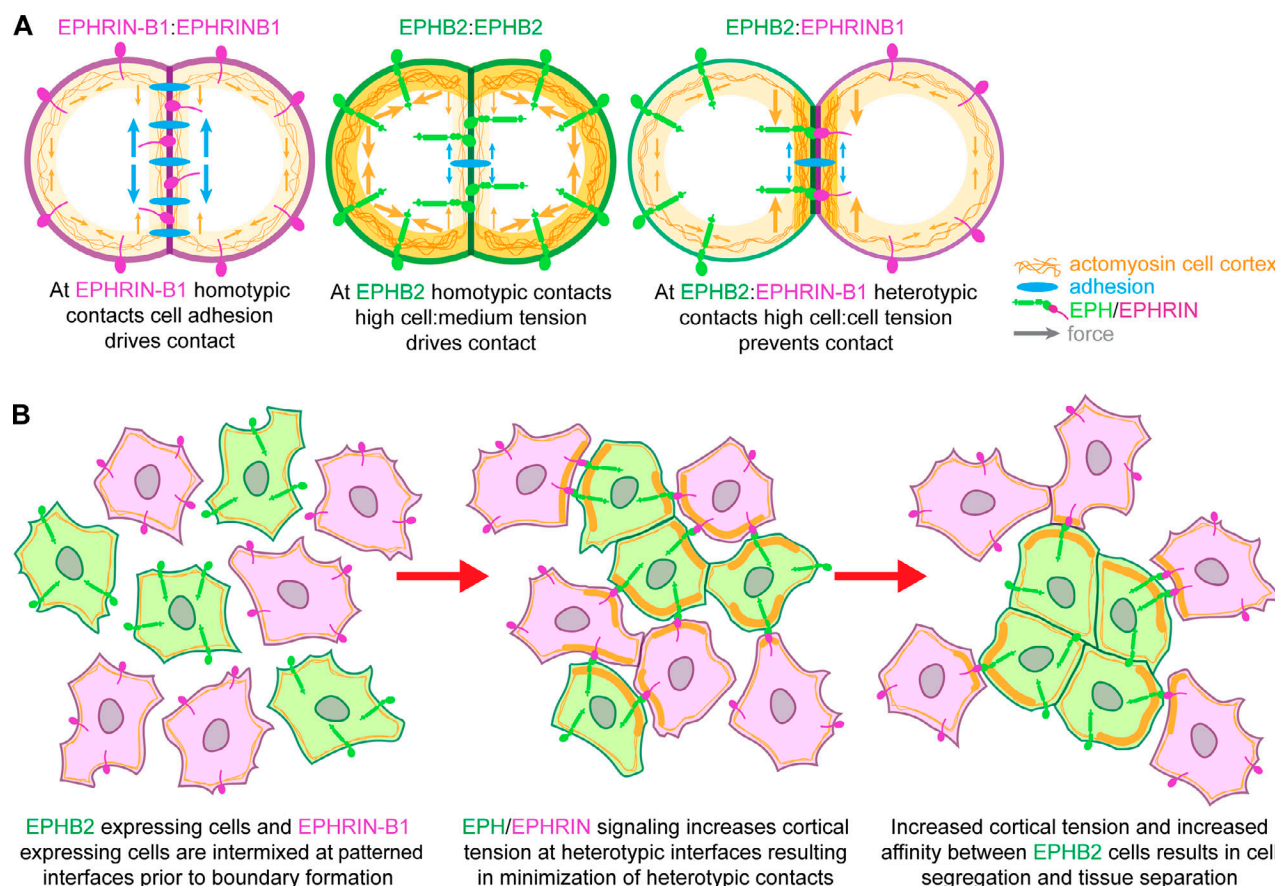 A
EPHRIN-B1:EPHRINB1
EPHB2:EPHB2
EPHB2:EPHRINB1
At EPHRIN-B1 homotypic
contacts cell adhesion
drives contact
At EPHB2 homotypic contacts
high cell:medium tension
drives contact
At EPHB2:EPHRIN-B1 heterotypic
contacts high cell:cell tension
prevents contact
actomyosin cell cortex
adhesion
EPH/EPHRIN
force
B
EPHB2 expressing cells and EPHRIN-B1
expressing cells are intermixed at patterned
interfaces prior to boundary formation
EPH/EPHRIN signaling increases cortical
tension at heterotypic interfaces resulting
in minimization of heterotypic contacts
Increased cortical tension and increased
affinity between EPHB2 cells results in cell
segregation and tissue separation